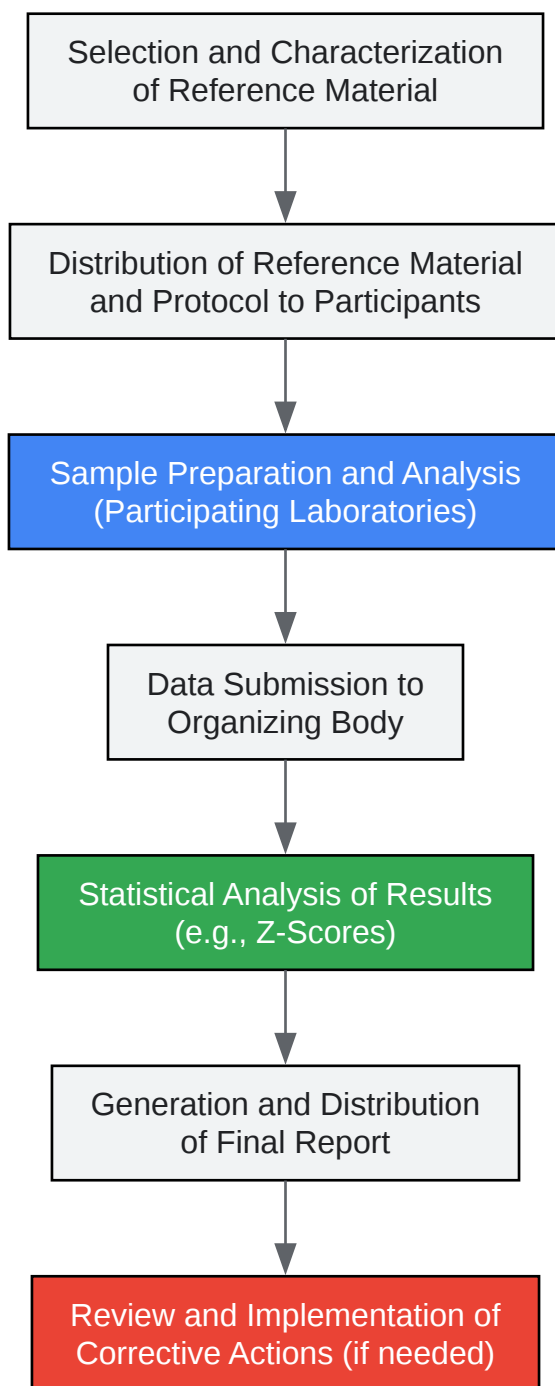 Selection and Characterization
of Reference Material
Distribution of Reference Material
and Protocol to Participants
Sample Preparation and Analysis
(Participating Laboratories)
Data Submission to
Organizing Body
Statistical Analysis of Results
(e.g., Z-Scores)
Generation and Distribution
of Final Report
Review and Implementation of
Corrective Actions (if needed)